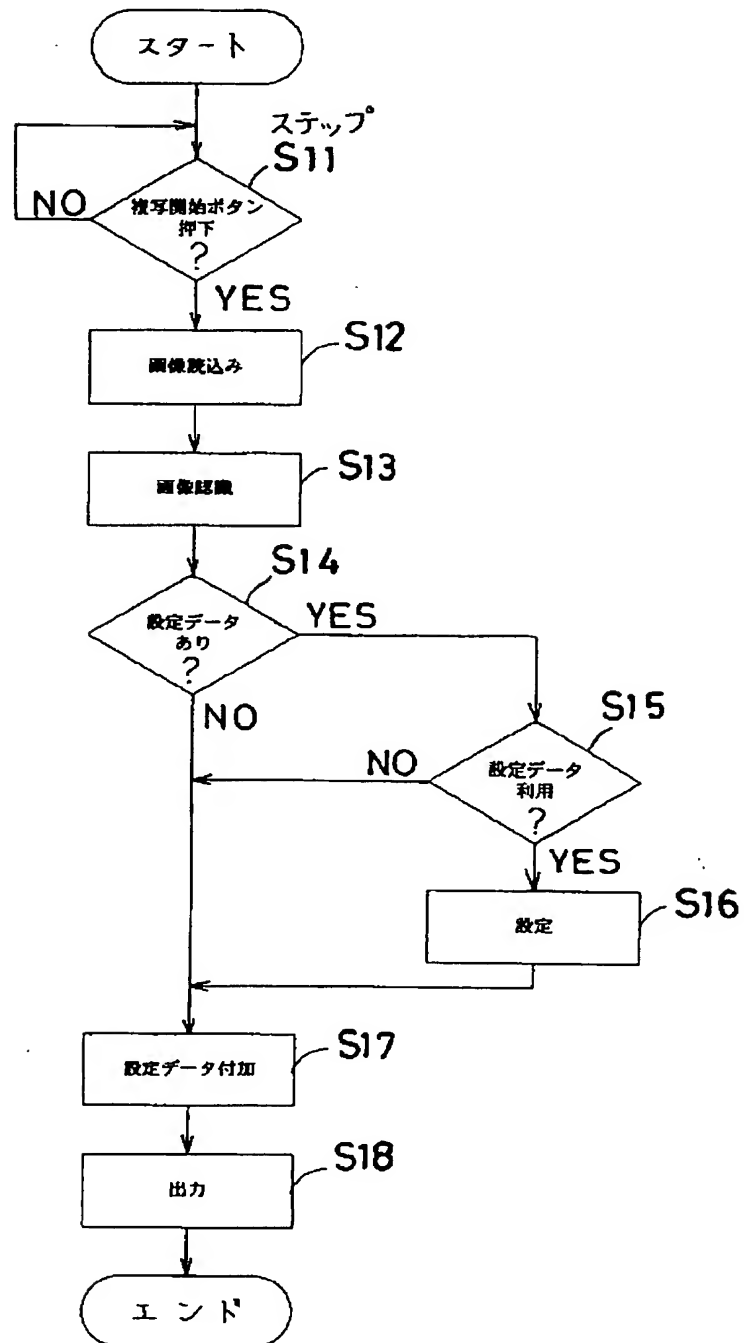 スタート
ステップ
S11
複写開始ボタン
押下
?
NO
YES
画像読込み
S12
画像認識
S13
S14
設定データ
あり
?
YES
NO
S15
設定データ
利用
?
NO
YES
設定
S16
設定データ付加
S17
出力
S18
エンド